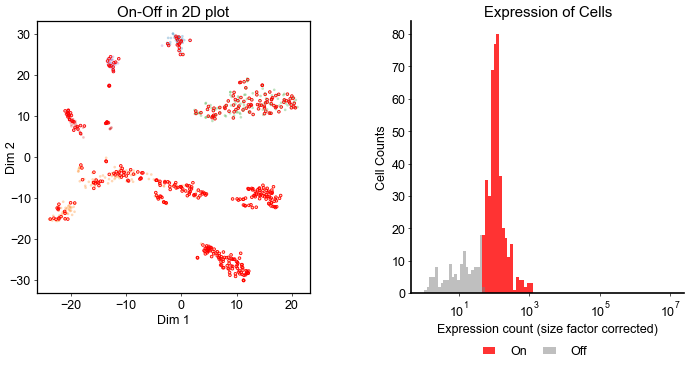 On-Off in 2D plot
Dim 2
30
20
10
0
−10
−20
−30
−20 −10 0 10 20
Dim 1
Expression of Cells
Cell Counts
80
70
60
50
40
30
20
10
0
10^1 10^3 10^5 10^7
Expression count (size factor corrected)
On Off